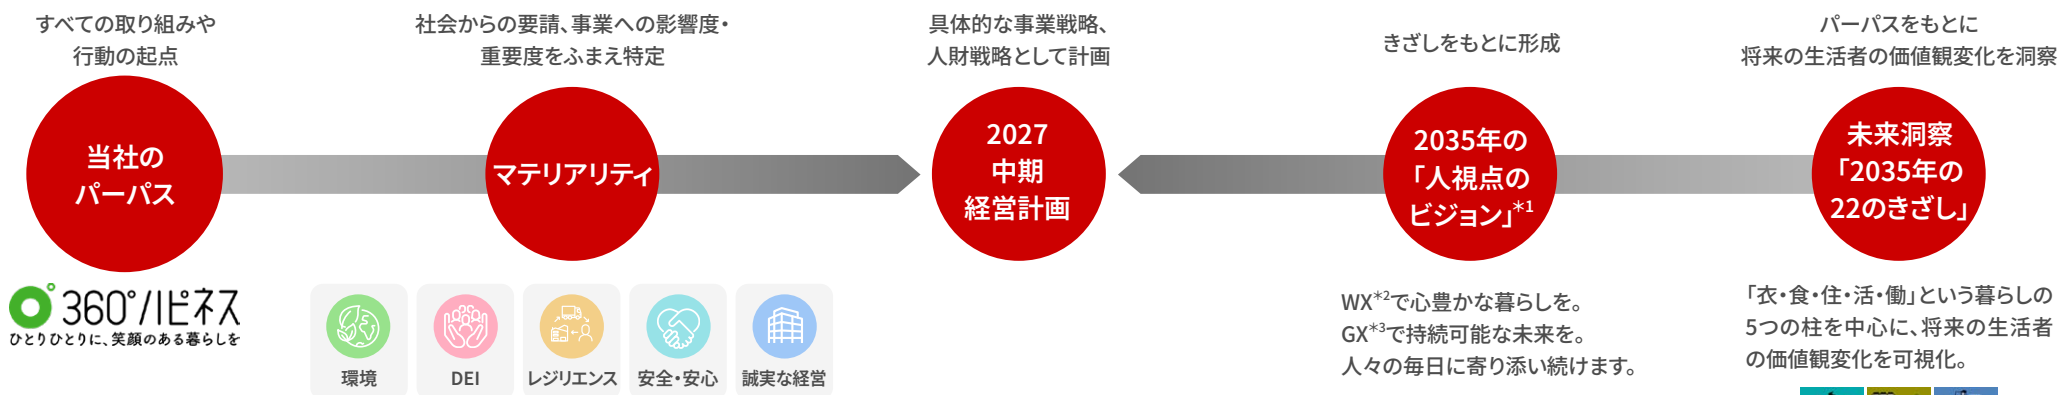 すべての取り組みや
行動の起点
当社の
パーパス
360°ハピネス
ひとりひとりに、笑顔のある暮らしを
社会からの要請、事業への影響度・
重要度をふまえ特定
マテリアリティ
環境
DEI
レジリエンス
安全・安心
誠実な経営
具体的な事業戦略、
人財戦略として計画
2027
中期
経営計画
きざしをもとに形成
2035年の
「人視点の
ビジョン」*1
WX*2で心豊かな暮らしを。
GX*3で持続可能な未来を。
人々の毎日に寄り添い続けます。
パーパスをもとに
将来の生活者の価値観変化を洞察
未来洞察
「2035年の
22のきざし」
「衣・食・住・活・働」という暮らしの
5つの柱を中心に、将来の生活者
の価値観変化を可視化。